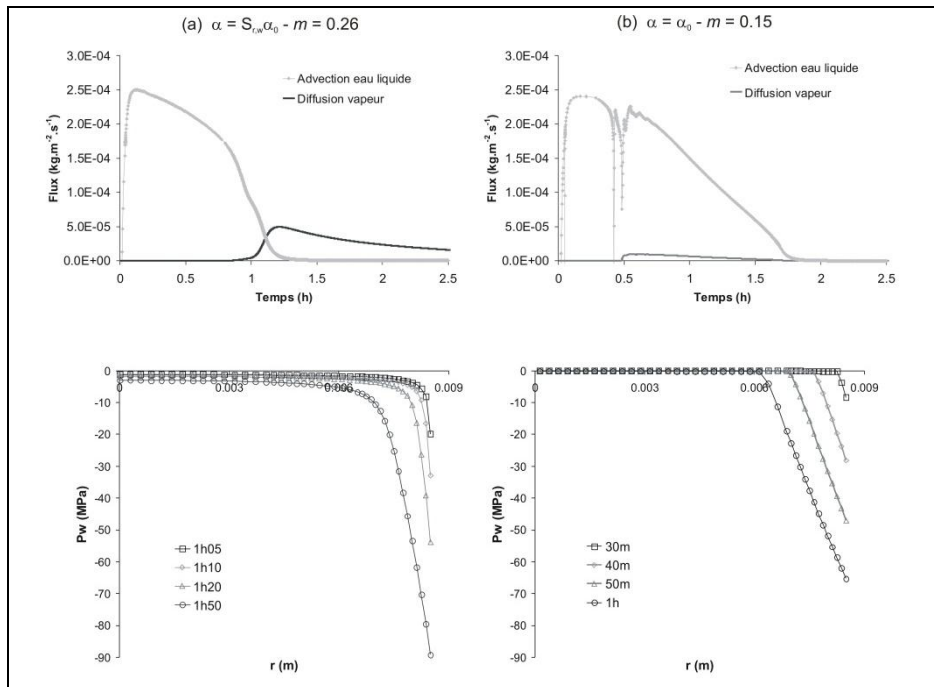 (a) α = S_{r,w}α_0 - m = 0.26
3.0E-04
2.5E-04
2.0E-04
1.5E-04
1.0E-04
5.0E-05
0.0E+00
Flux (kg.m⁻².s⁻¹)
Advection eau liquide
Diffusion vapeur
0 0.5 1 1.5 2 2.5
Temps (h)
(b) α = α_0 - m = 0.15
3.0E-04
2.5E-04
2.0E-04
1.5E-04
1.0E-04
5.0E-05
0.0E+00
Flux (kg.m⁻².s⁻¹)
Advection eau liquide
Diffusion vapeur
0 0.5 1 1.5 2 2.5
Temps (h)
0 0.003 0.006 0.009
0
-10
-20
-30
-40
-50
-60
-70
-80
-90
Pw (MPa)
1h05
1h10
1h20
1h50
r (m)
0 0.003 0.006 0.009
0
-10
-20
-30
-40
-50
-60
-70
-80
-90
Pw (MPa)
30m
40m
50m
1h
r (m)